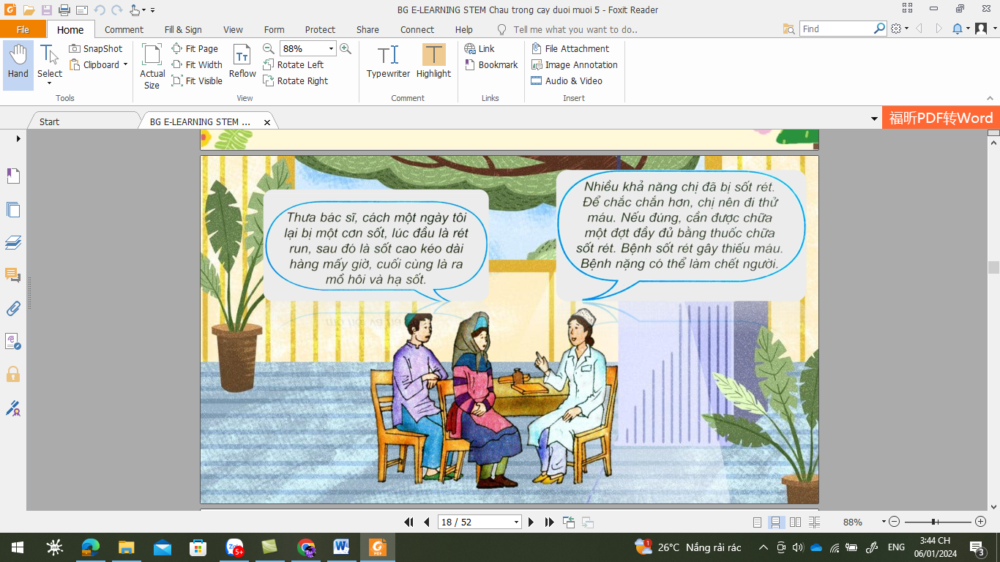 BG E-LEARNING STEM Chau trong cay duoi muoi 5 - Foxit Reader
File Home Comment Fill & Sign View Form Protect Share Connect Help Tell me what you want to do.. Find
Hand
Select
SnapShot
Clipboard
Tools
Actual Size
Fit Page
Fit Width
Fit Visible
Reflow
88%
Rotate Left
Rotate Right
View
Typewriter
Highlight
Comment
Link
Bookmark
Links
File Attachment
Image Annotation
Audio & Video
Insert
Start
BG E-LEARNING STEM ...
福昕PDF转Word
Thưa bác sĩ, cách một ngày tôi
lại bị một cơn sốt, lúc đầu là rét
run, sau đó là sốt cao kéo dài
hàng mấy giờ, cuối cùng là ra
mồ hôi và hạ sốt.
Nhiều khả năng chị đã bị sốt rét.
Để chắc chắn hơn, chị nên đi thử
máu. Nếu đúng, cần được chữa
một đợt đầy đủ bằng thuốc chữa
sốt rét. Bệnh sốt rét gây thiếu máu.
Bệnh nặng có thể làm chết người.
18 / 52
88%
5+
1
26°C Nắng rải rác
ENG
3:44 CH
06/01/2024
3